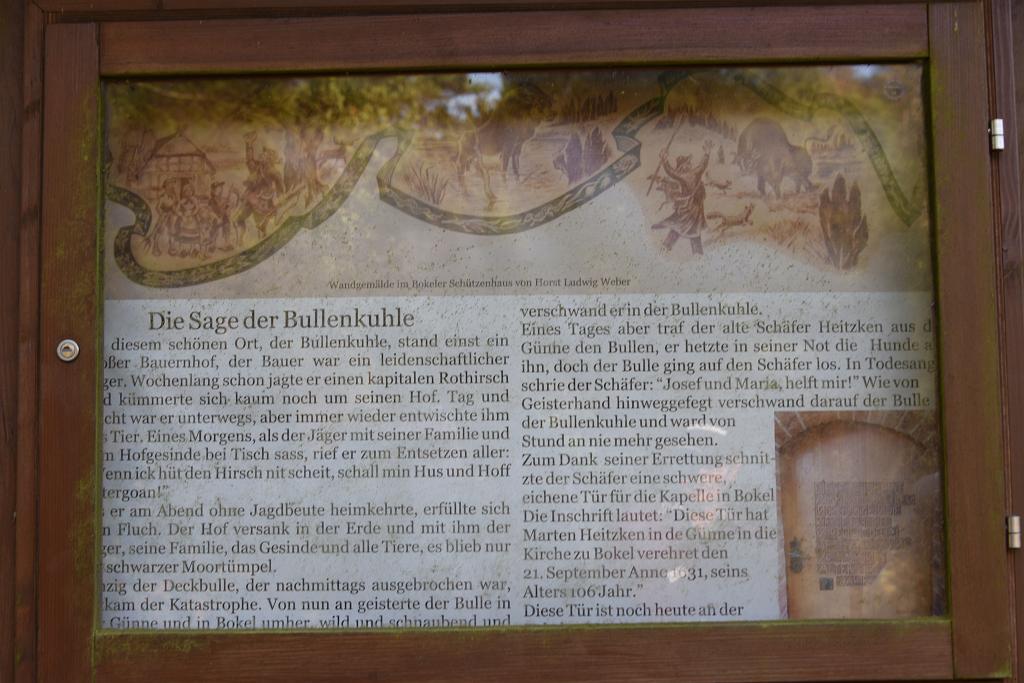 Wandgemälde im Bokeler Schützenhaus von Horst Ludwig Weber
Die Sage der Bullenkuhle
diesem schönen Ort, der Bullenkuhle, stand einst ein
oßer Bauernhof, der Bauer war ein leidenschaftlicher
ger. Wochenlang schon jagte er einen kapitalen Rothirsch
d kümmerte sich kaum noch um seinen Hof. Tag und
cht war er unterwegs, aber immer wieder entwischte ihm
s Tier. Eines Morgens, als der Jäger mit seiner Familie und
n Hofgesinde bei Tisch sass, rief er zum Entsetzen aller:
enn ick hüt den Hirsch nit scheit, schall min Hus und Hoff
tergoan!"
s er am Abend ohne Jagdbeute heimkehrte, erfüllte sich
n Fluch. Der Hof versank in der Erde und mit ihm der
ger, seine Familie, das Gesinde und alle Tiere, es blieb nur
schwarzer Moortümpel.
nzig der Deckbulle, der nachmittags ausgebrochen war,
kam der Katastrophe. Von nun an geisterte der Bulle in
Günne und in Bokel umher, wild und schnaubend und
verschwand er in der Bullenkuhle.
Eines Tages aber traf der alte Schäfer Heitzken aus d
Günne den Bullen, er hetzte in seiner Not die Hunde a
ihn, doch der Bulle ging auf den Schäfer los. In Todesang
schrie der Schäfer: "Josef und Maria, helft mir!" Wie von
Geisterhand hinweggefegt verschwand darauf der Bulle
der Bullenkuhle und ward von
Stund an nie mehr gesehen.
Zum Dank seiner Errettung schnit-
zte der Schäfer eine schwere,
eichene Tür für die Kapelle in Bokel
Die Inschrift lautet: "Diese Tür hat
Marten Heitzken in de Günne in die
Kirche zu Bokel verehret den
21. September Anno 1631, seins
Alters 106 Jahr."
Diese Tür ist noch heute an der